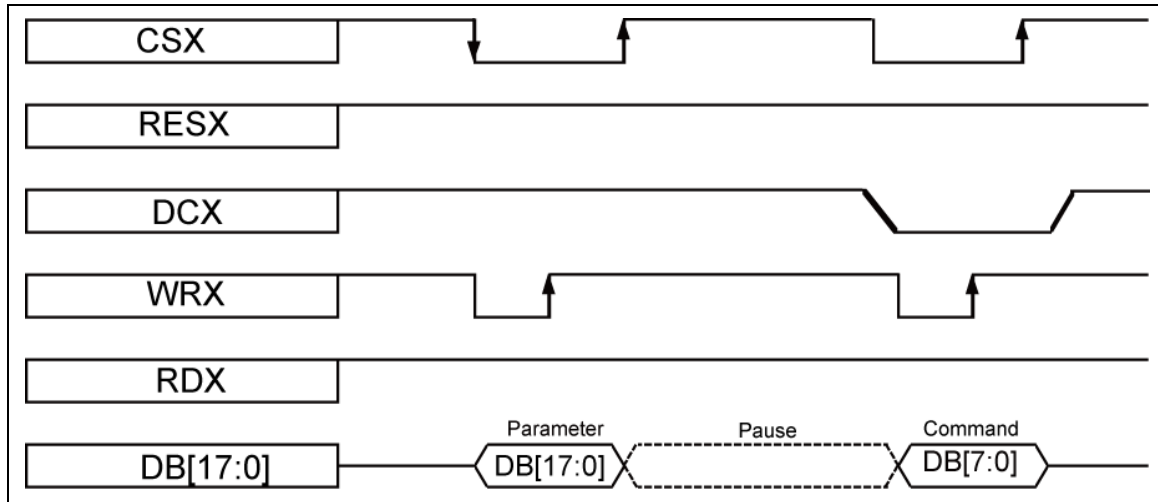 CSX
RESX
DCX
WRX
RDX
Parameter Pause Command
DB[17:0] DB[17:0] DB[7:0]